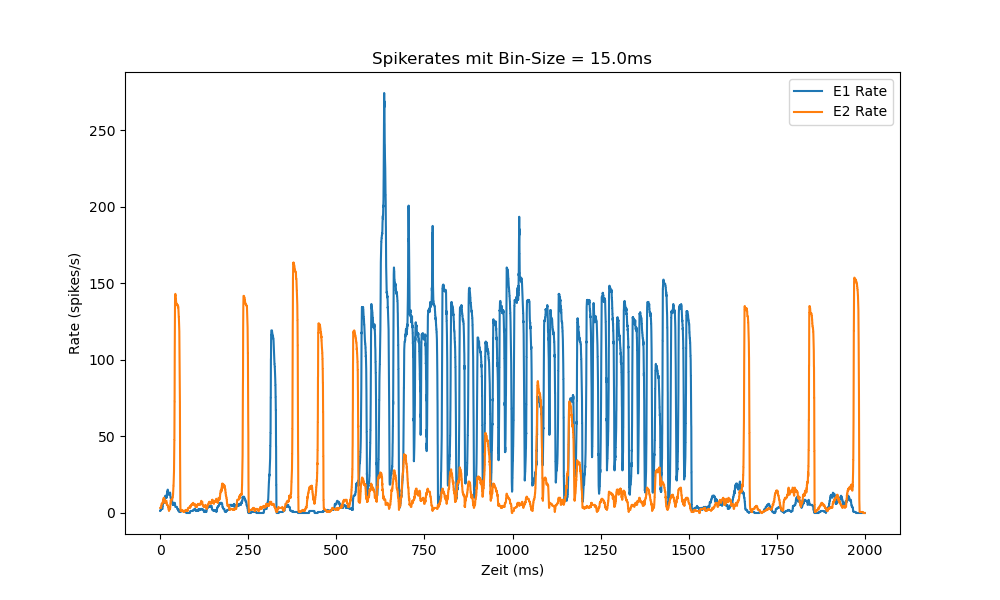 Spikerates mit Bin-Size = 15.0ms
E1 Rate
E2 Rate
Rate (spikes/s)
250
200
150
100
50
0
0 250 500 750 1000 1250 1500 1750 2000
Zeit (ms)